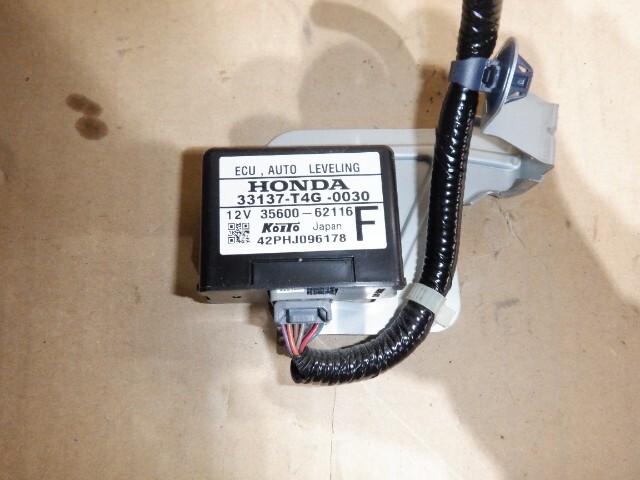 ECU , AUTO LEVELING
HONDA
33137-T4G -0030
12V 35600-62116 F
KOITO Japan
42PHJ096178